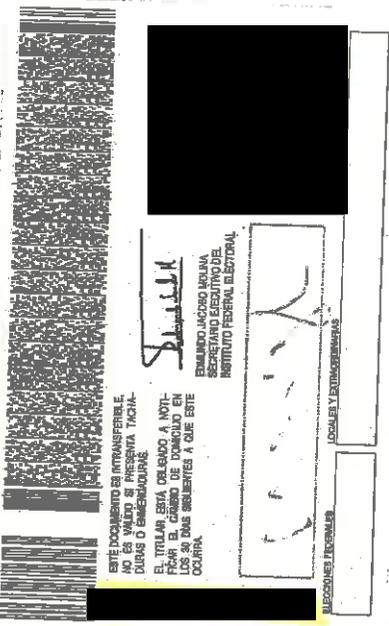 ESTE DOCUMENTO ES INTRANSFERIBLE,
NO ES VALIDO SI PRESENTA TACHA-
DURAS O ENMENDADURAS.
EL TITULAR ESTÁ OBLIGADO A NOTI-
FICAR EL CAMBIO DE DOMICILIO EN
LOS 30 DÍAS SIGUIENTES A QUE ESTE
OCURRA.
EDMUNDO JACOBO MOLINA
SECRETARIO EJECUTIVO DEL
INSTITUTO FEDERAL ELECTORAL
ELECCIONES FEDERALES
LOCALES Y EXTRAORDINARIAS